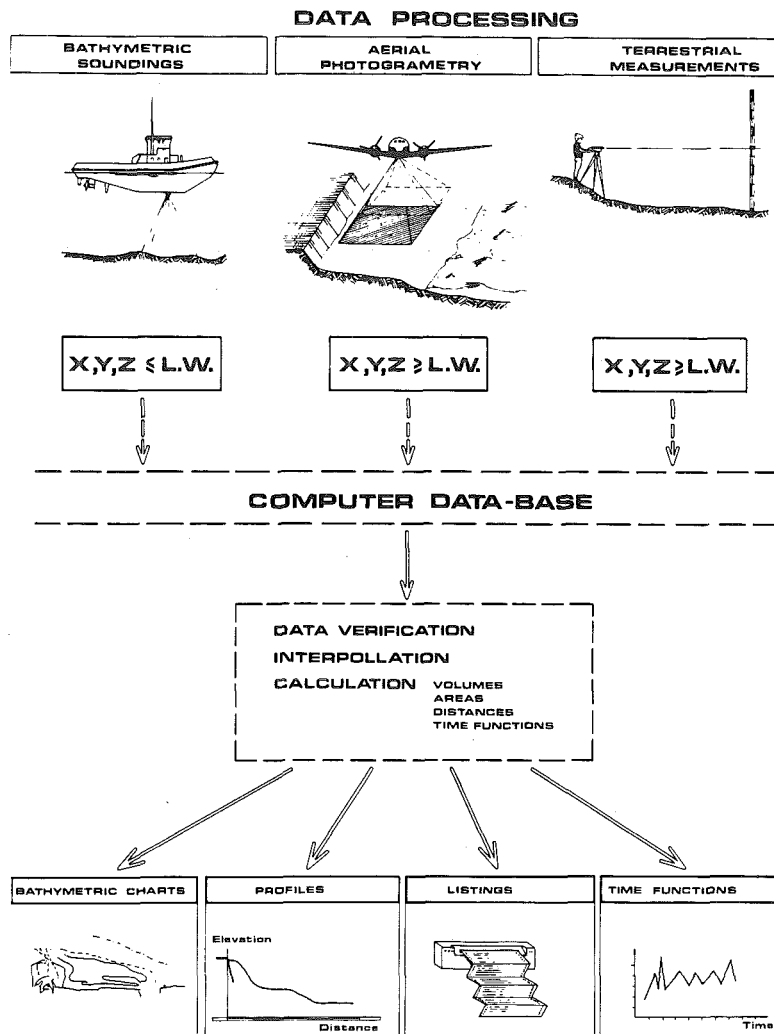 DATA PROCESSING
BATHYMETRIC
SOUNDINGS
AERIAL
PHOTOGRAMETRY
TERRESTRIAL
MEASUREMENTS
X,Y,Z ≤ L.W.
X,Y,Z ≥ L.W.
X,Y,Z ≥ L.W.
COMPUTER DATA-BASE
DATA VERIFICATION
INTERPOLLATION
CALCULATION VOLUMES
AREAS
DISTANCES
TIME FUNCTIONS
BATHYMETRIC CHARTS
PROFILES
LISTINGS
TIME FUNCTIONS
Elevation
Distance
Time